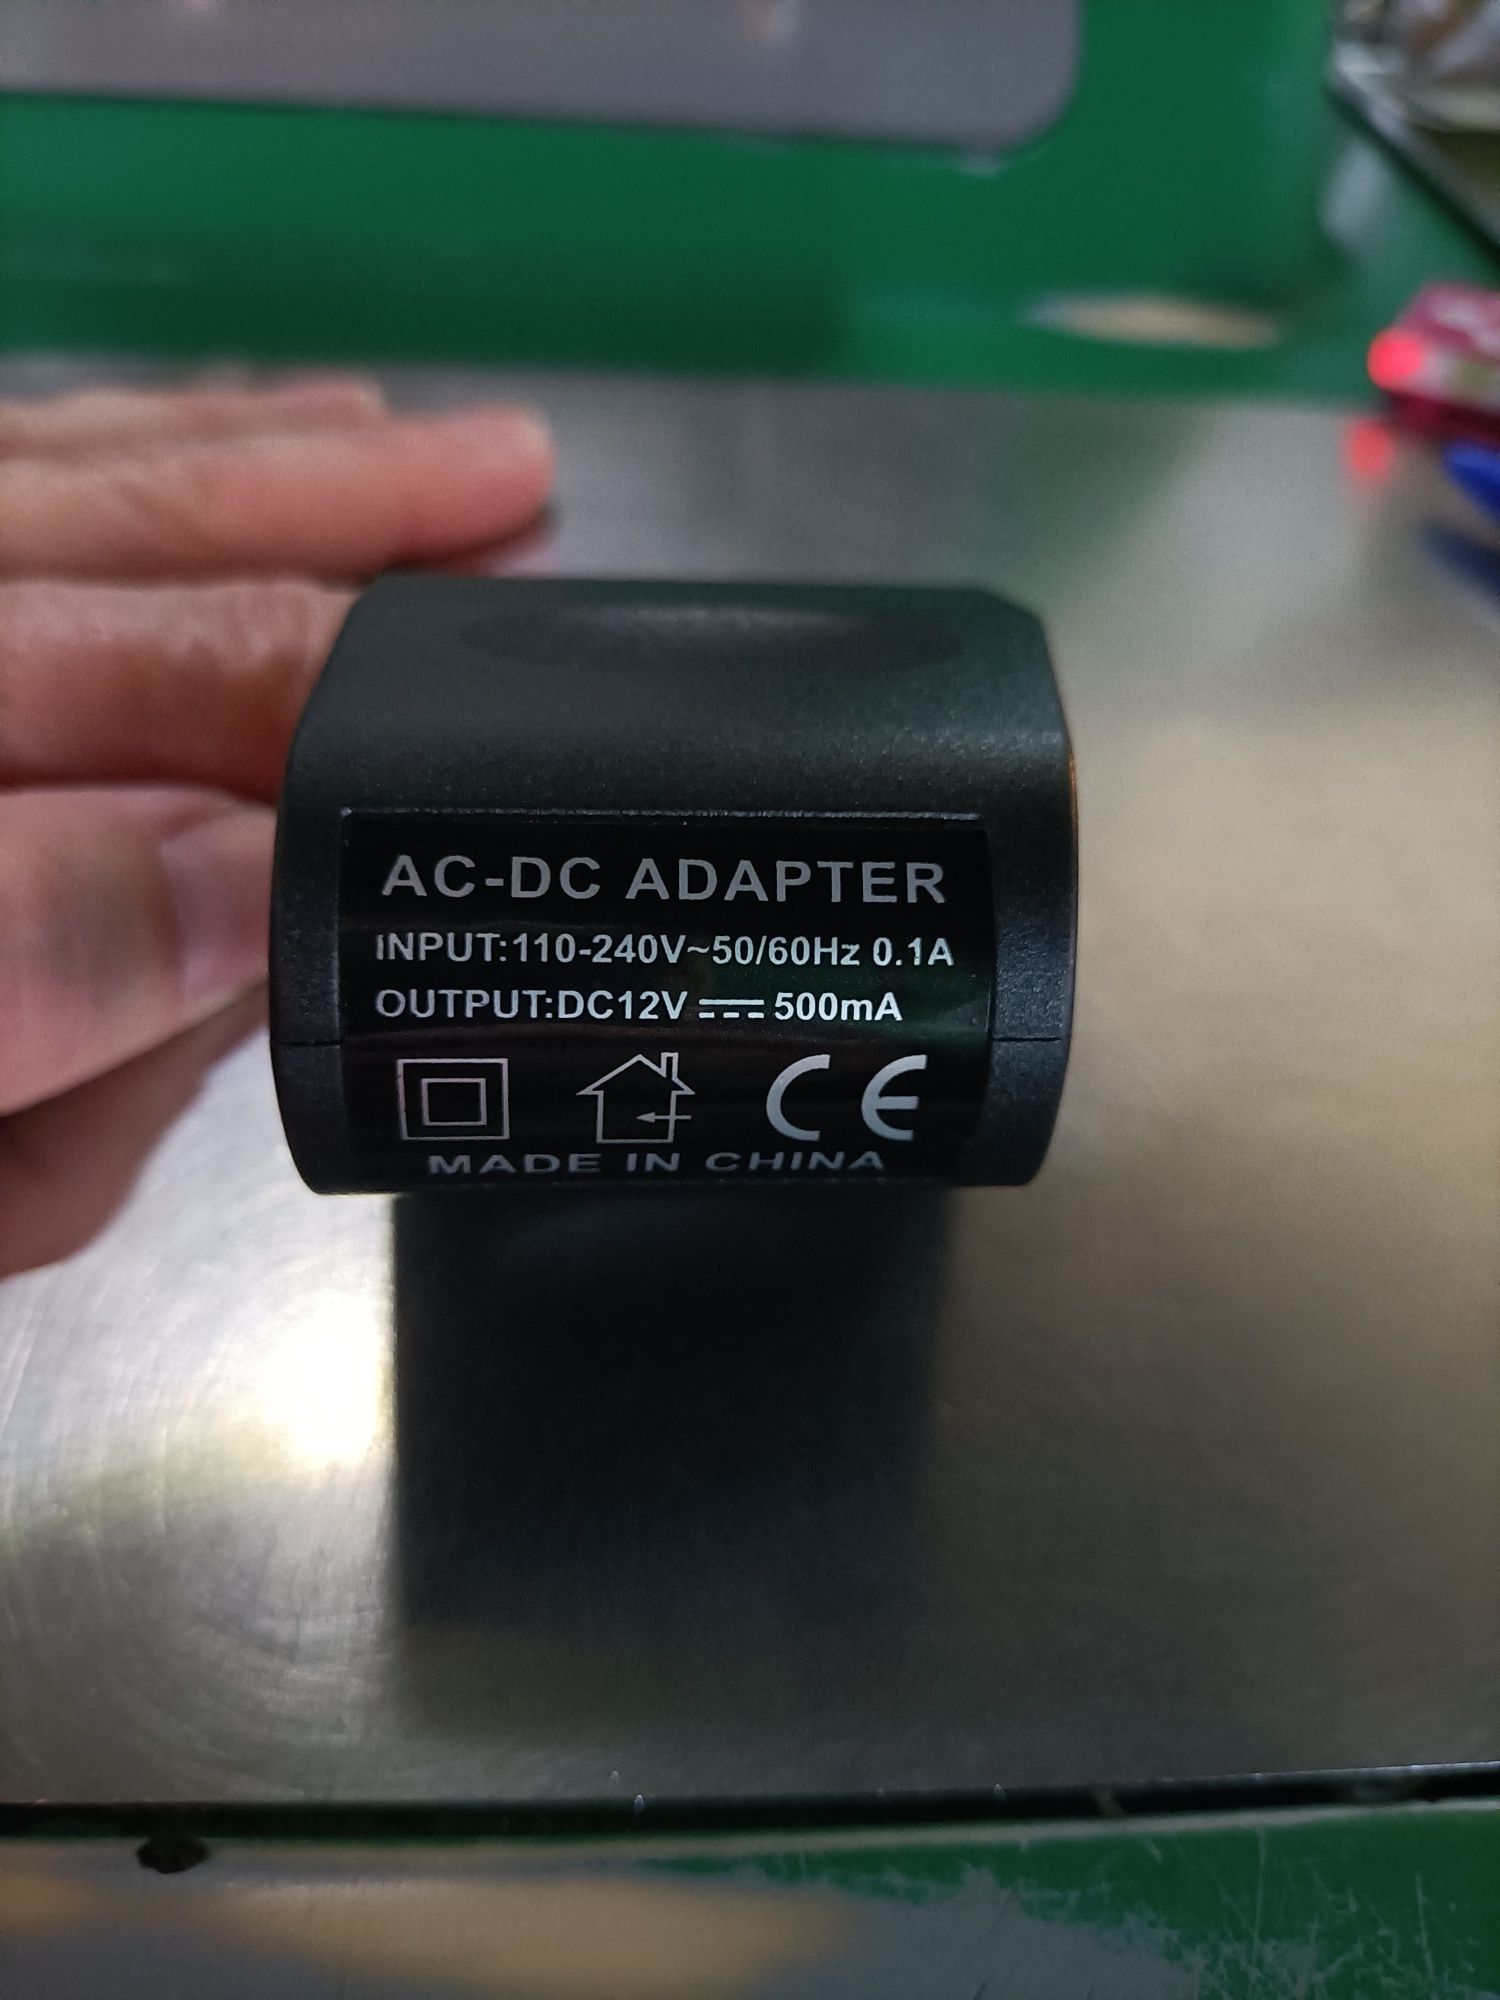 AC-DC ADAPTER
INPUT:110-240V~50/60Hz 0.1A
OUTPUT:DC12V ⎓ 500mA
CE
MADE IN CHINA